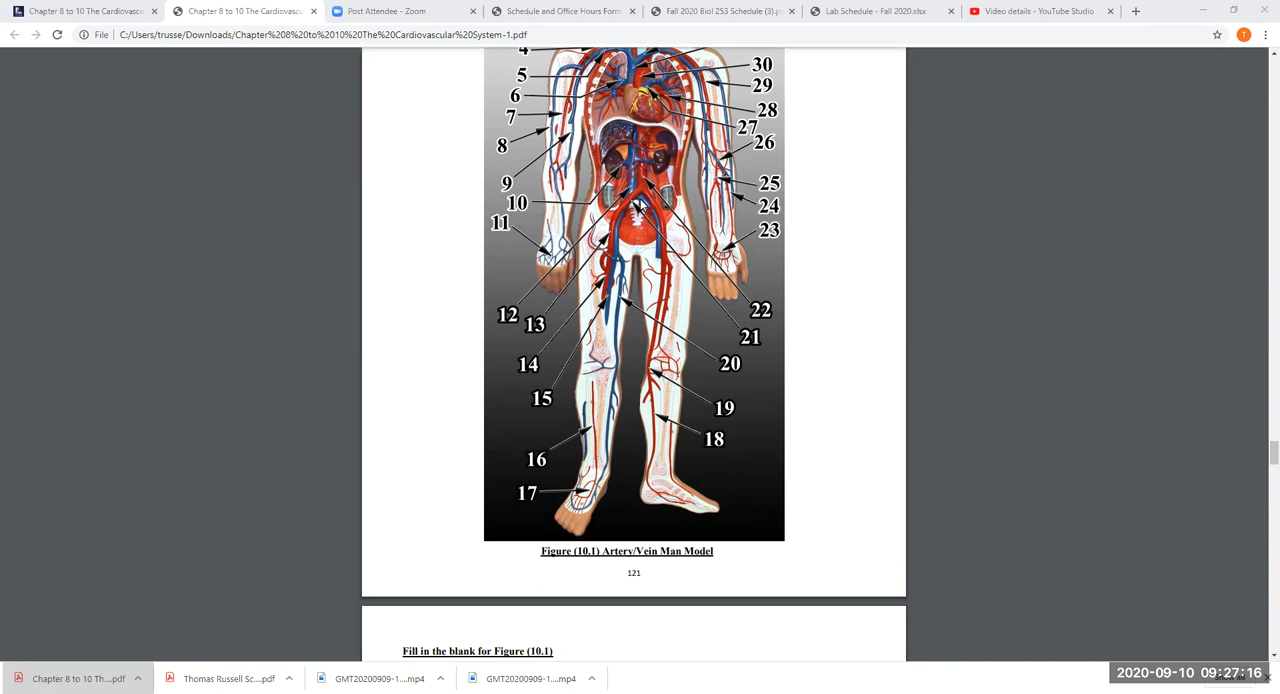 Chapter 8 to 10 The Cardiovascu
Chapter 8 to 10 The Cardiovascu
Post Attendee - Zoom
Schedule and Office Hours Form
Fall 2020 Biol 253 Schedule (3).p
Lab Schedule - Fall 2020.xlsx
Video details - YouTube Studio
File
C:/Users/trusse/Downloads/Chapter%208%20to%2010%20The%20Cardiovascular%20System-1.pdf
T
4
5
6
7
8
9
10
11
12
13
14
15
16
17
30
29
28
27
26
25
24
23
22
21
20
19
18
Figure (10.1) Artery/Vein Man Model
121
Fill in the blank for Figure (10.1)
Chapter 8 to 10 Th....pdf
Thomas Russell Sc....pdf
GMT20200909-1....mp4
GMT20200909-1....mp4
2020-09-10 09:27:16